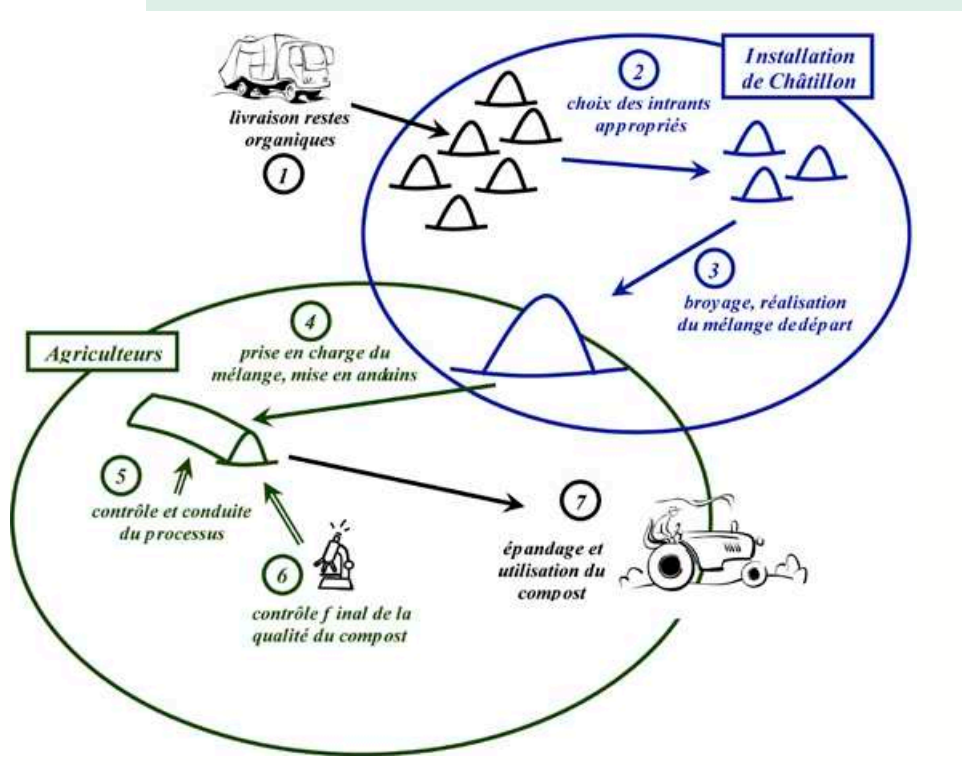 livraison restes
organiques
1
2
choix des intrants
appropriés
Installation
de Châtillon
3
broyage, réalisation
du mélange dedépart
Agriculteurs
4
prise en charge du
mélange, mise en andains
5
contrôle et conduite
du processus
6
contrôle f inal de la
qualité du compost
7
épandage et
utilisation du
compost